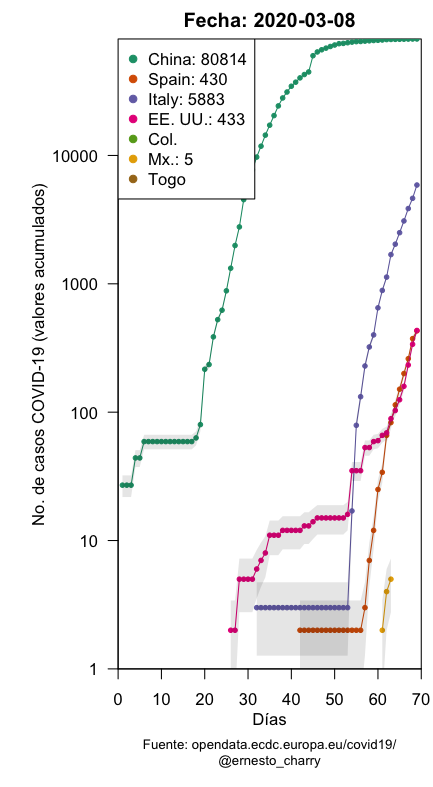 Fecha: 2020-03-08
China: 80814
Spain: 430
Italy: 5883
EE. UU.: 433
Col.
Mx.: 5
Togo
No. de casos COVID-19 (valores acumulados)
10000
1000
100
10
1
0 10 20 30 40 50 60 70
Días
Fuente: opendata.ecdc.europa.eu/covid19/
@ernesto_charry